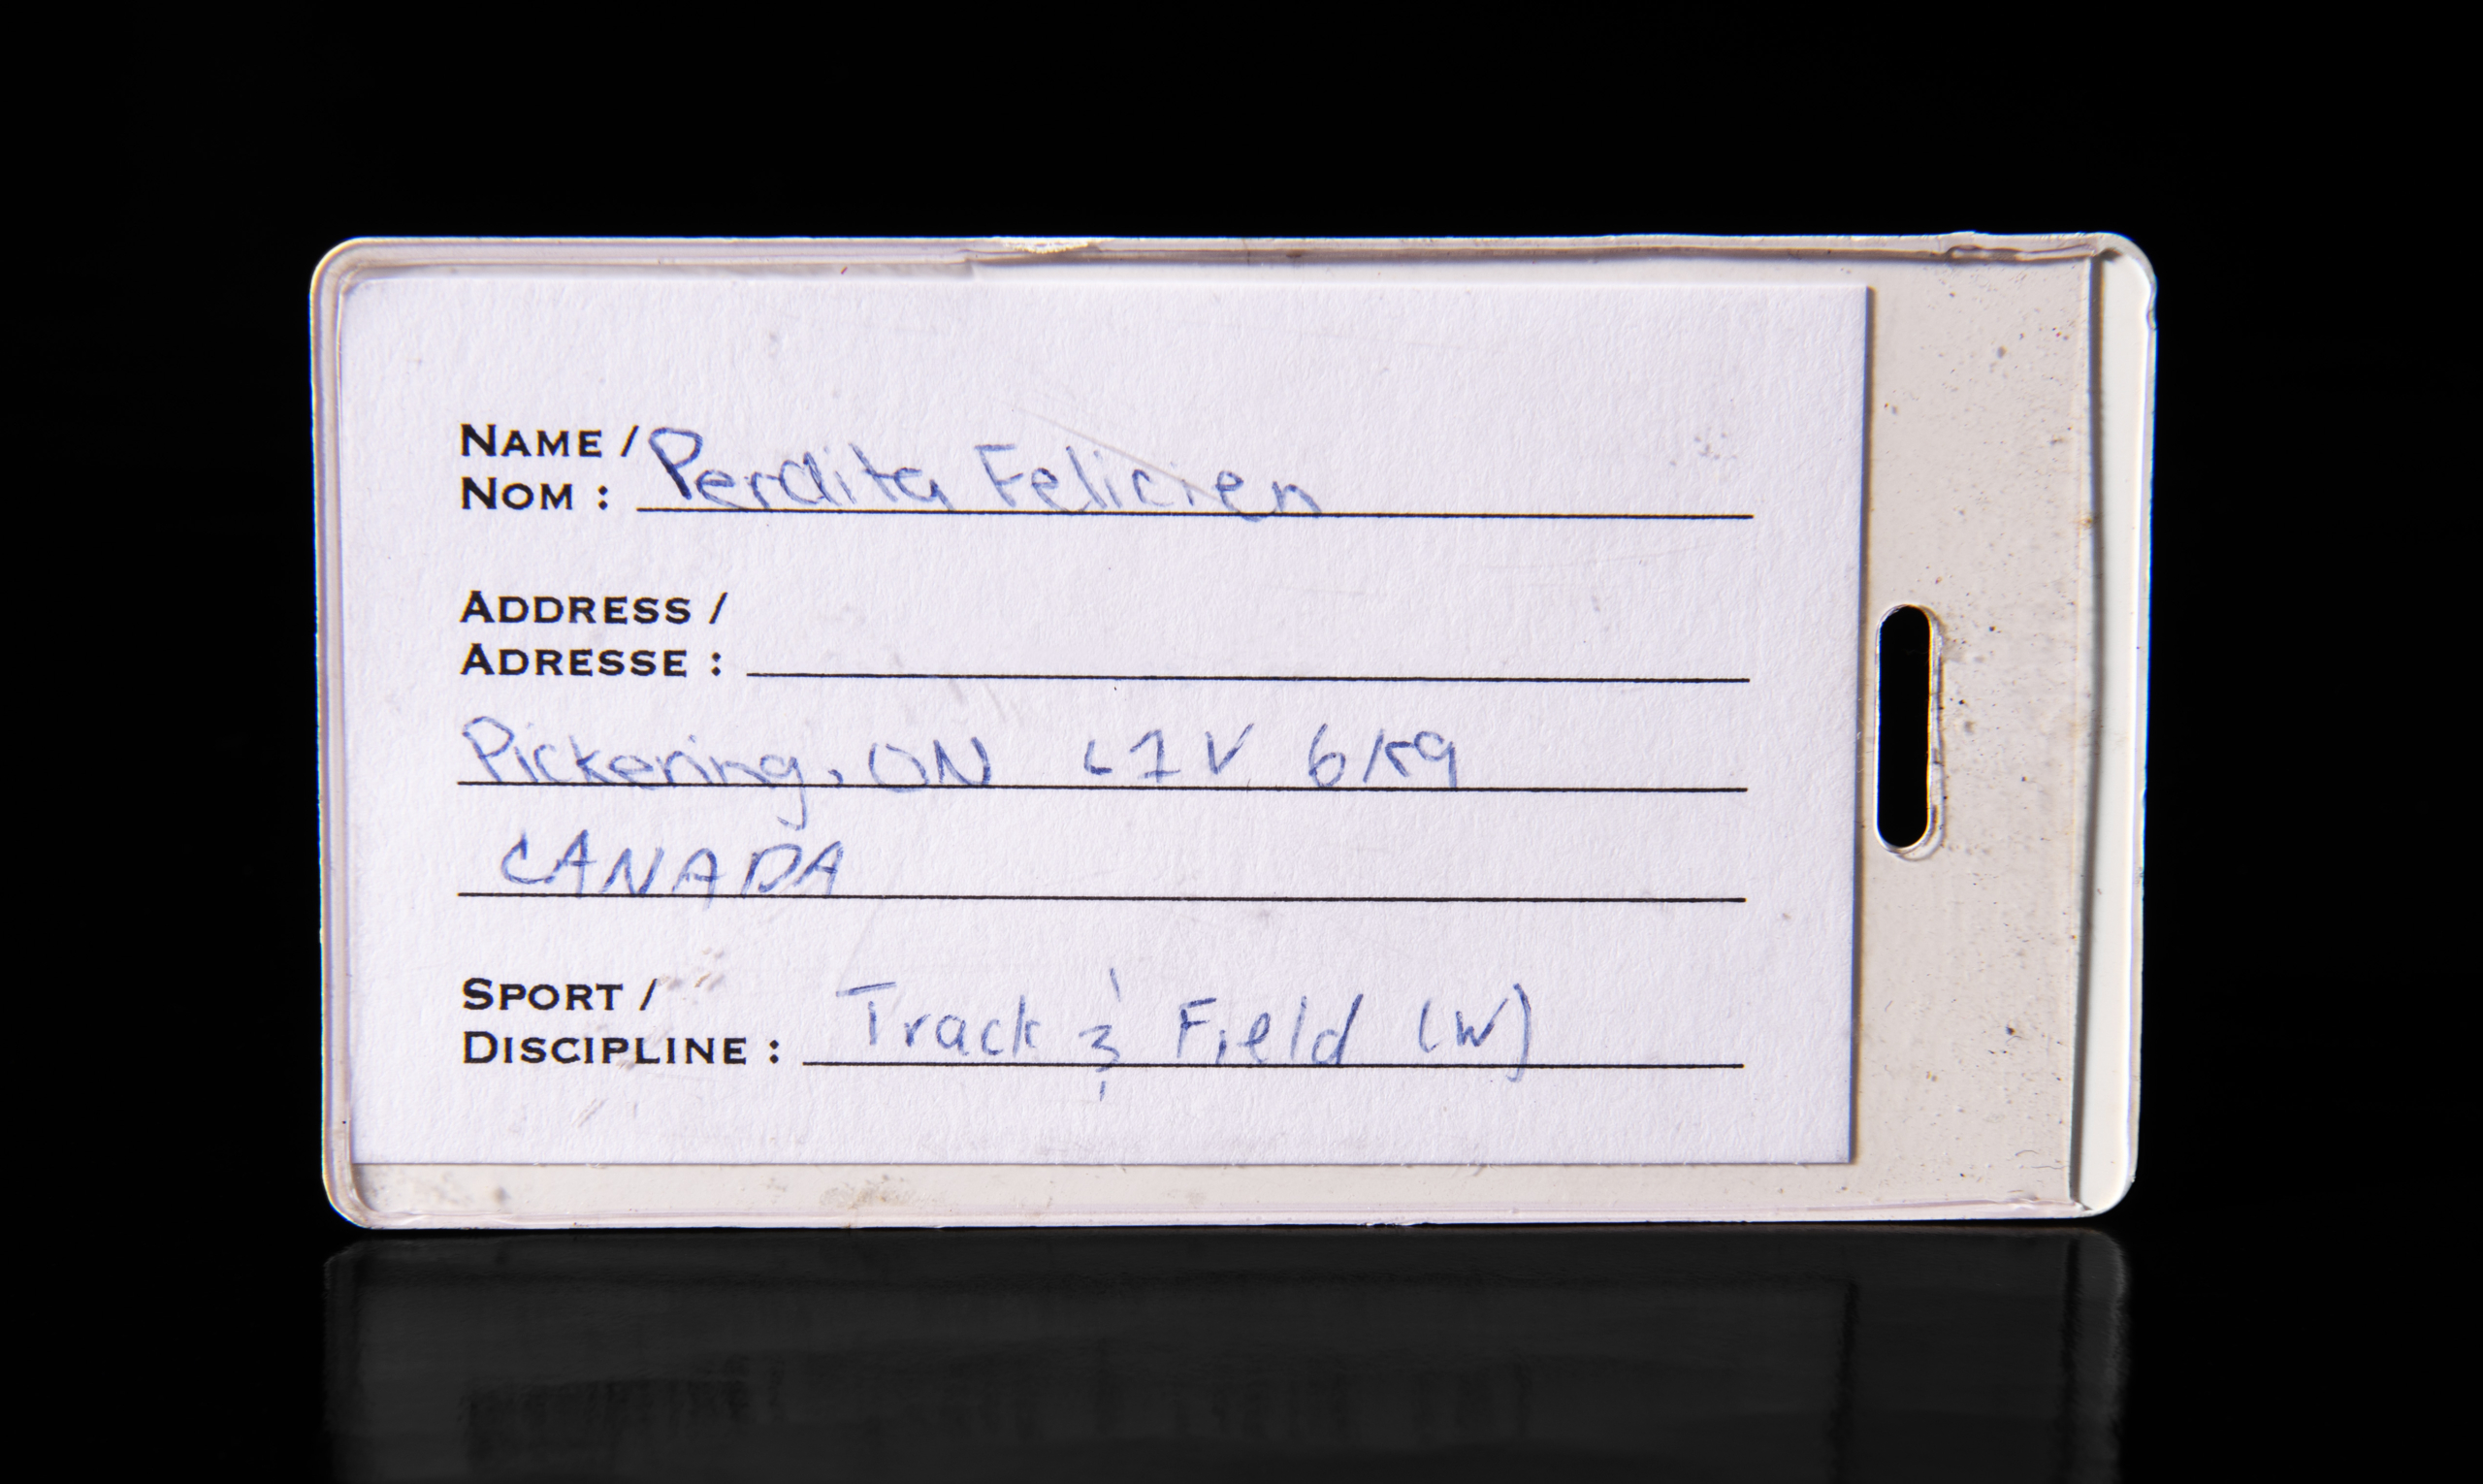 NAME / Perdita Felicien
NOM :
ADDRESS /
ADRESSE :
Pickering, ON L1V 6K9
CANADA
SPORT /
DISCIPLINE : Track & Field (W)